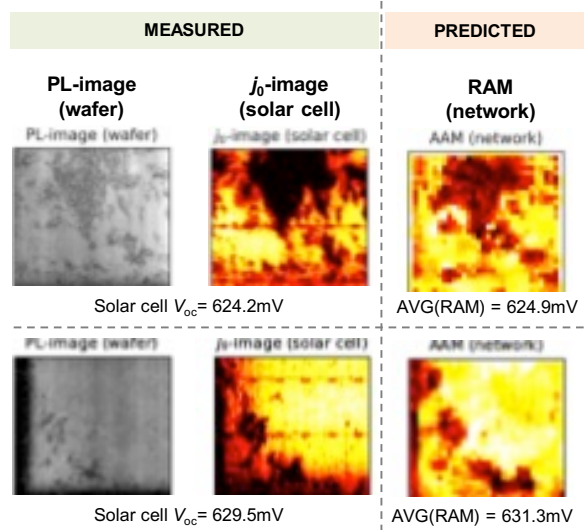 MEASURED
PREDICTED
PL-image
(wafer)
j₀-image
(solar cell)
RAM
(network)
PL-image (wafer)
j₀-image (solar cell)
AAM (network)
Solar cell Voc= 624.2mV
AVG(RAM) = 624.9mV
PL-image (wafer)
j₀-image (solar cell)
AAM (network)
Solar cell Voc= 629.5mV
AVG(RAM) = 631.3mV